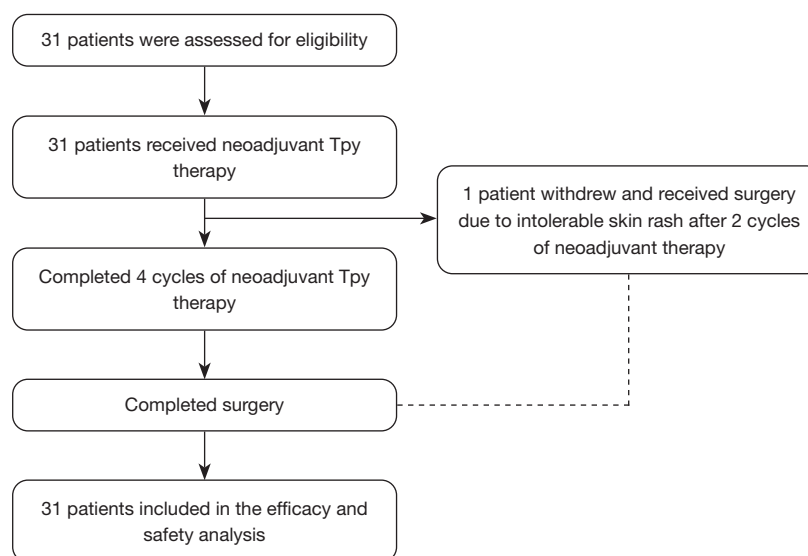 31 patients were assessed for eligibility
31 patients received neoadjuvant Tpy
therapy
1 patient withdrew and received surgery
due to intolerable skin rash after 2 cycles
of neoadjuvant therapy
Completed 4 cycles of neoadjuvant Tpy
therapy
Completed surgery
31 patients included in the efficacy and
safety analysis